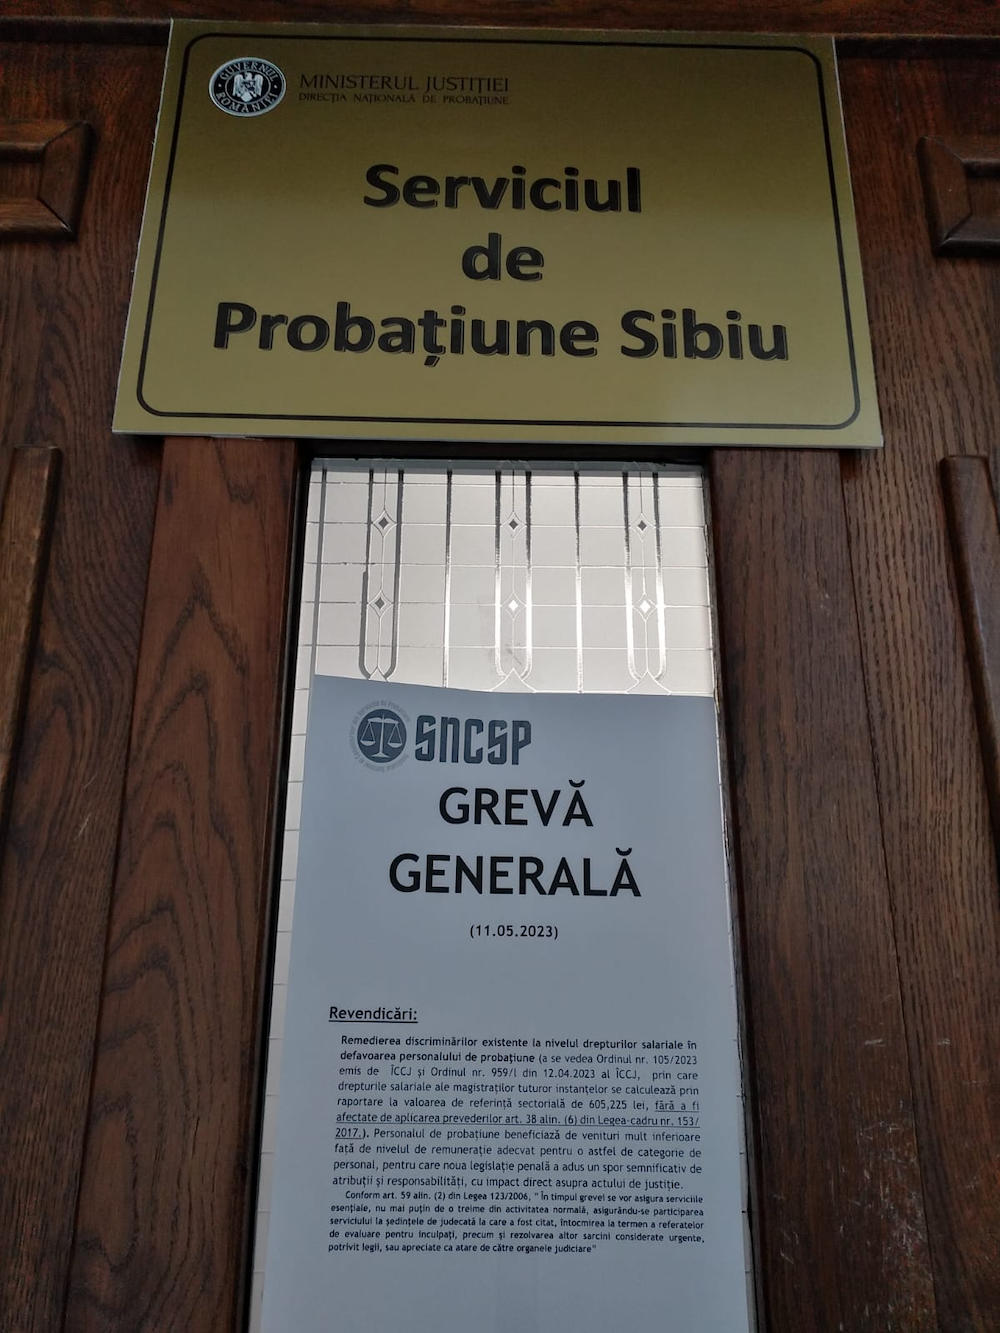 GUVERNUL ROMÂNIEI
MINISTERUL JUSTIȚIEI
DIRECȚIA NAȚIONALĂ DE PROBAȚIUNE
Serviciul
de
Probațiune Sibiu
SNCSP
GREVĂ
GENERALĂ
(11.05.2023)
Revendicări:
Remedierea discriminărilor existente la nivelul drepturilor salariale în
defavoarea personalului de probațiune (a se vedea Ordinul nr. 105/2023
emis de ÎCCJ și Ordinul nr. 959/I din 12.04.2023 al ÎCCJ, prin care
drepturile salariale ale magistraților tuturor instanțelor se calculează prin
raportare la valoarea de referință sectorială de 605,225 lei, fără a fi
afectate de aplicarea prevederilor art. 38 alin. (6) din Legea-cadru nr. 153/
2017.). Personalul de probațiune beneficiază de venituri mult inferioare
față de nivelul de remunerație adecvat pentru o astfel de categorie de
personal, pentru care noua legislație penală a adus un spor semnificativ de
atribuții și responsabilități, cu impact direct asupra actului de justiție.
Conform art. 59 alin. (2) din Legea 123/2006, " În timpul grevei se vor asigura serviciile
esențiale, nu mai puțin de o treime din activitatea normală, asigurându-se participarea
serviciului la ședințele de judecată la care a fost citat, întocmirea la termen a referatelor
de evaluare pentru inculpați, precum și rezolvarea altor sarcini considerate urgente,
potrivit legii, sau apreciate ca atare de către organele judiciare"